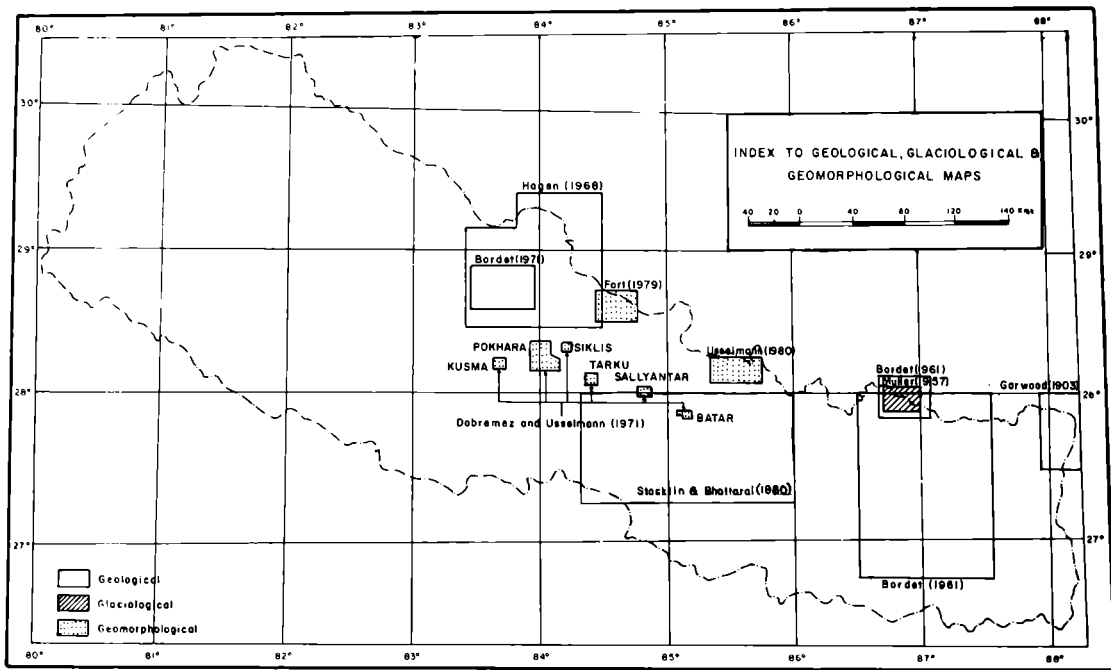 80° 81° 82° 83° 84° 85° 86° 87° 88°
30° 30°
INDEX TO GEOLOGICAL, GLACIOLOGICAL &
GEOMORPHOLOGICAL MAPS
40 20 0 40 80 120 140 Kms
Hagen (1968)
29° 29°
Bordet (1971)
Fort (1979)
POKHARA
SIKLIS
Usselmann (1980)
KUSMA
TARKU
Bordet (1961)
SALLYANTAR
Muller (1957)
Garwood (1903)
28° 28°
Dobremez and Usselmann (1971)
BATAR
Stocklin & Bhattarai (1980)
27° 27°
Geological
Bordet (1961)
Glaciological
Geomorphological
80° 81° 82° 83° 84° 85° 86° 87° 88°